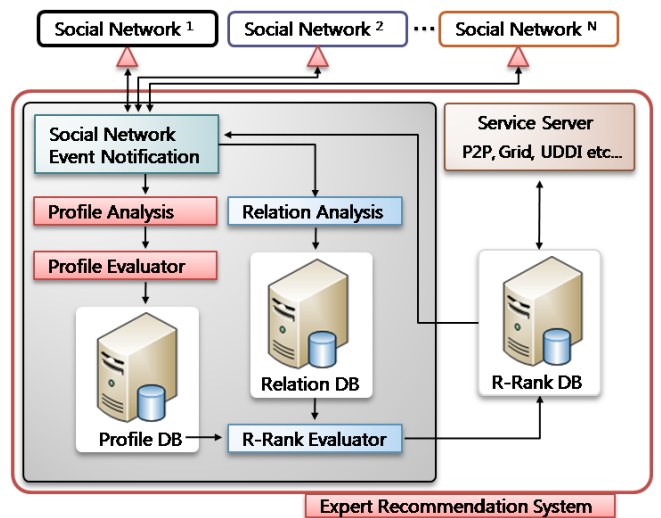 Social Network 1
Social Network 2
...
Social Network N
Social Network
Event Notification
Service Server
P2P, Grid, UDDI etc...
Profile Analysis
Relation Analysis
Profile Evaluator
Relation DB
R-Rank DB
Profile DB
R-Rank Evaluator
Expert Recommendation System